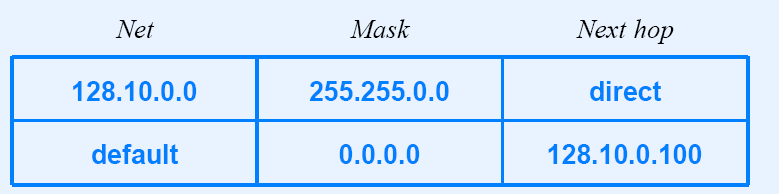 Net Mask Next hop
128.10.0.0 255.255.0.0 direct
default 0.0.0.0 128.10.0.100